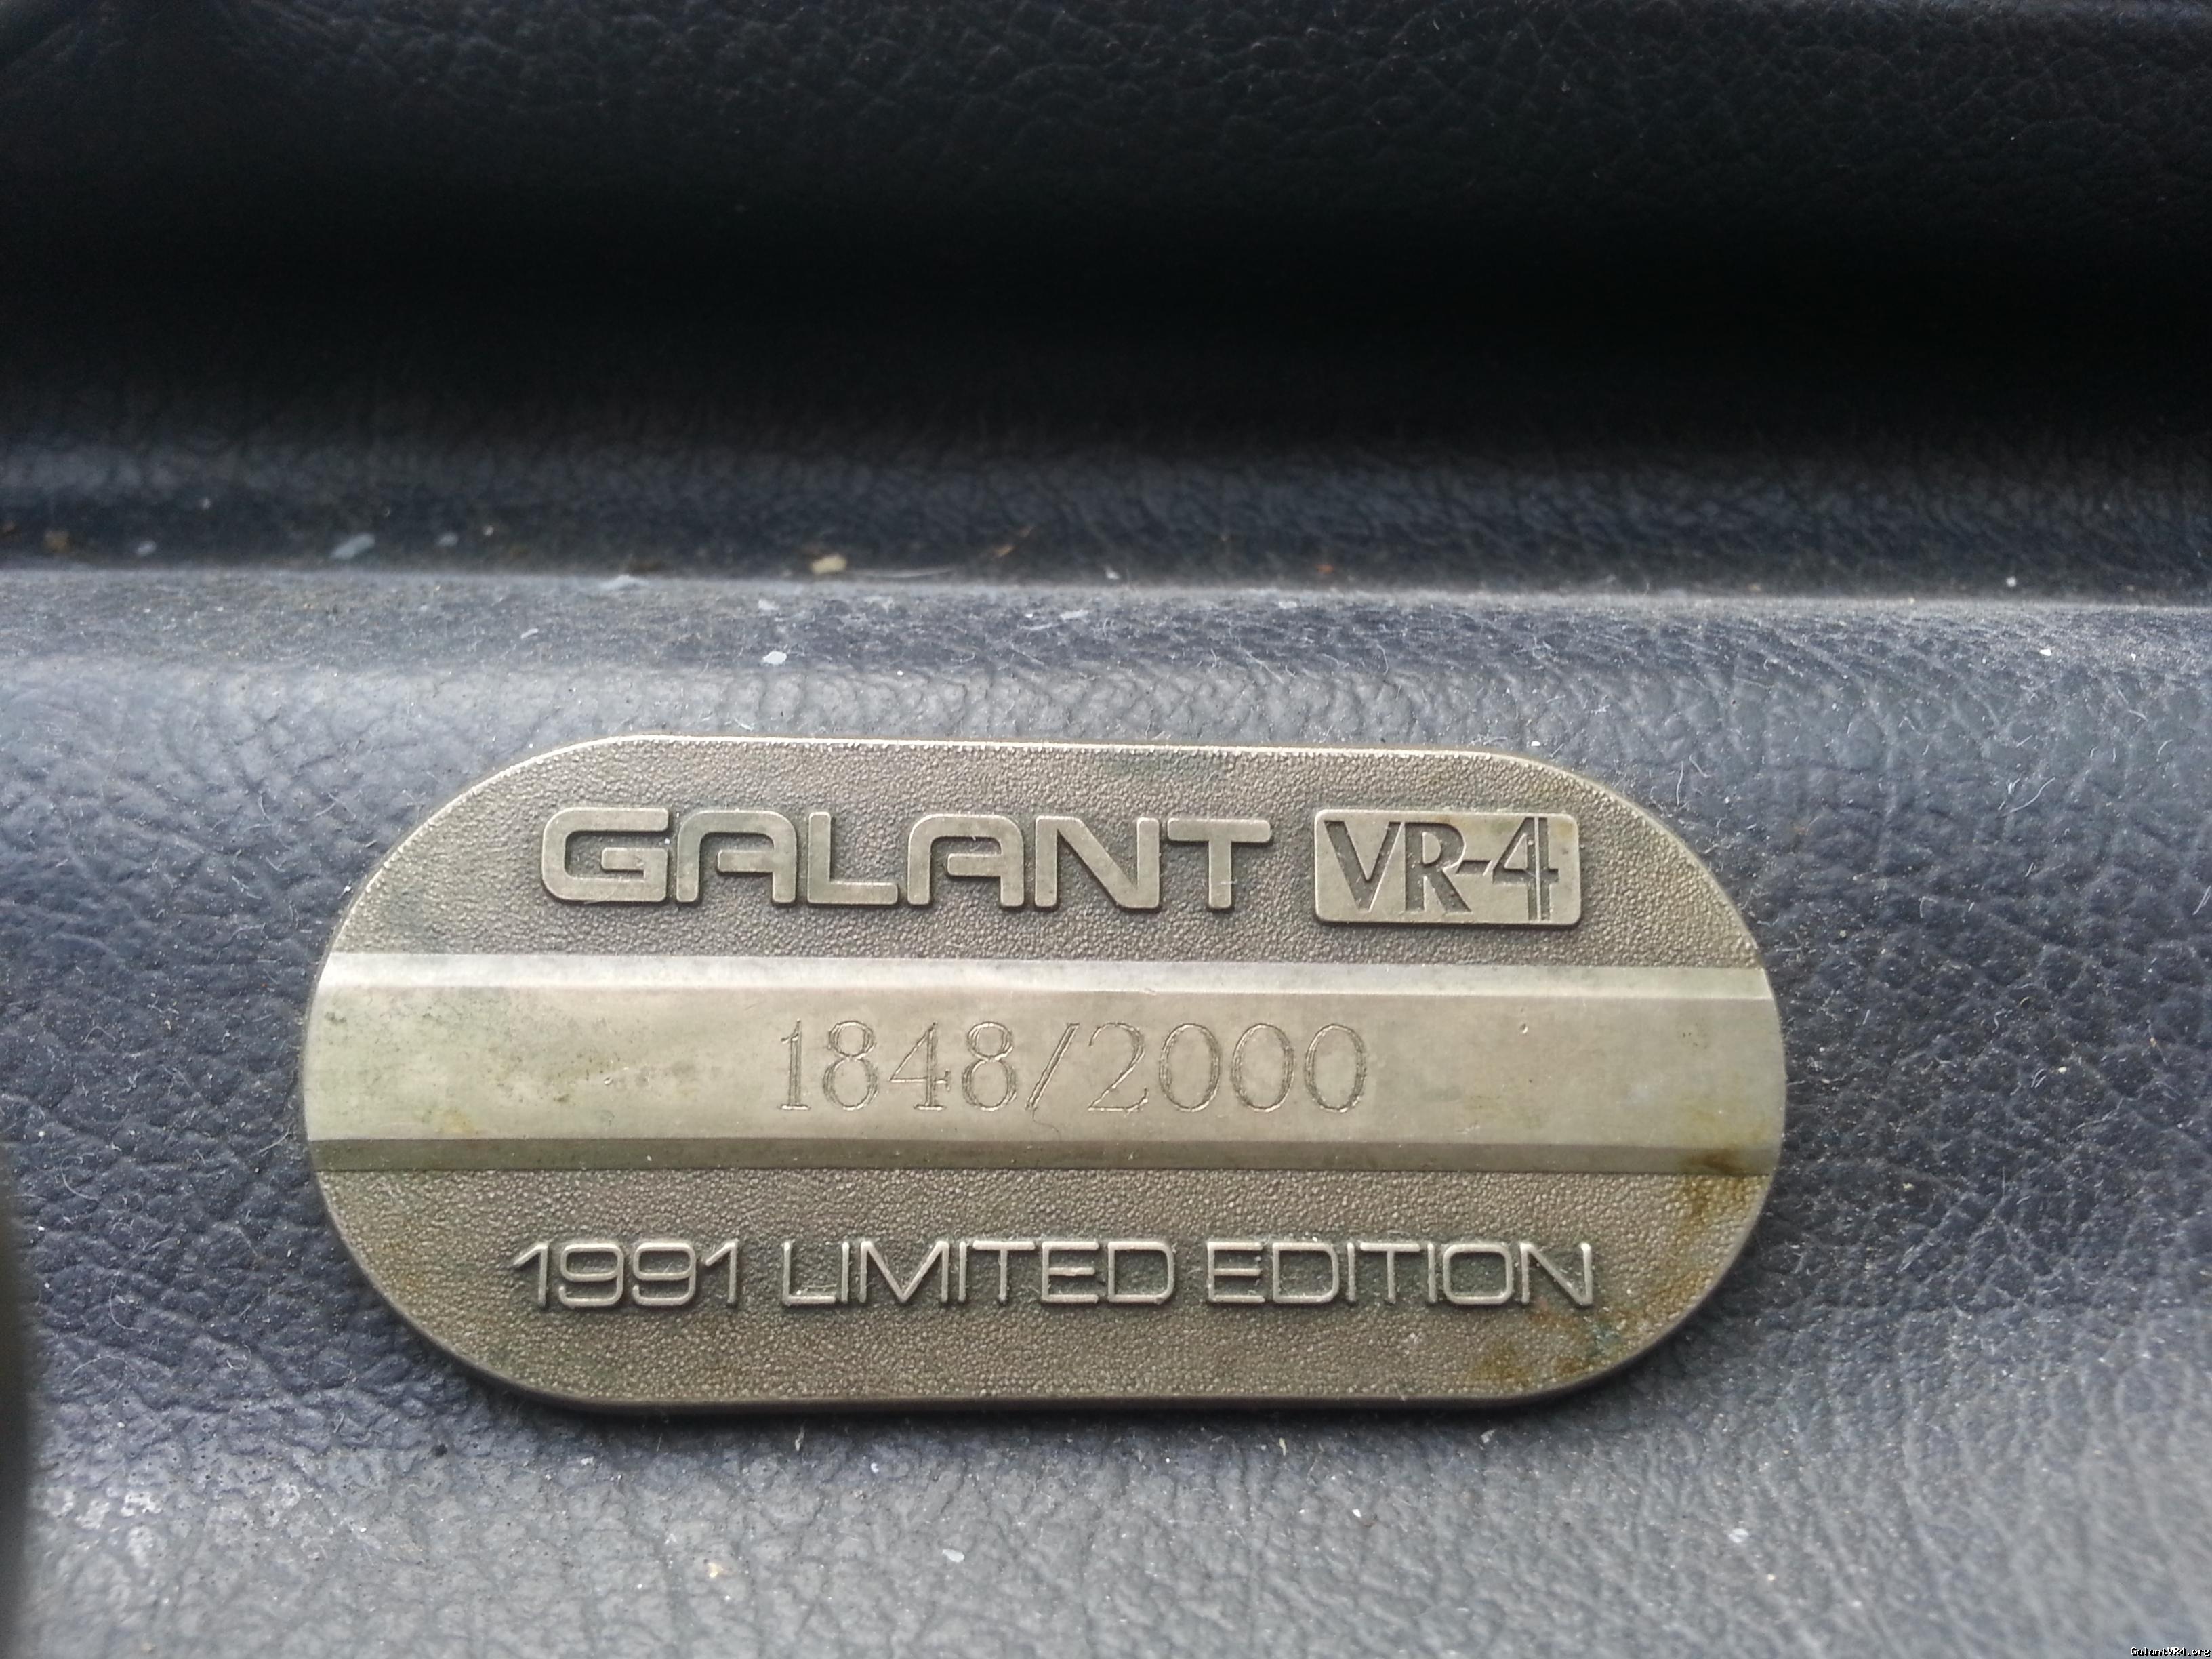 GALANT VR-4
1848/2000
1991 LIMITED EDITION
GalantVR4.org